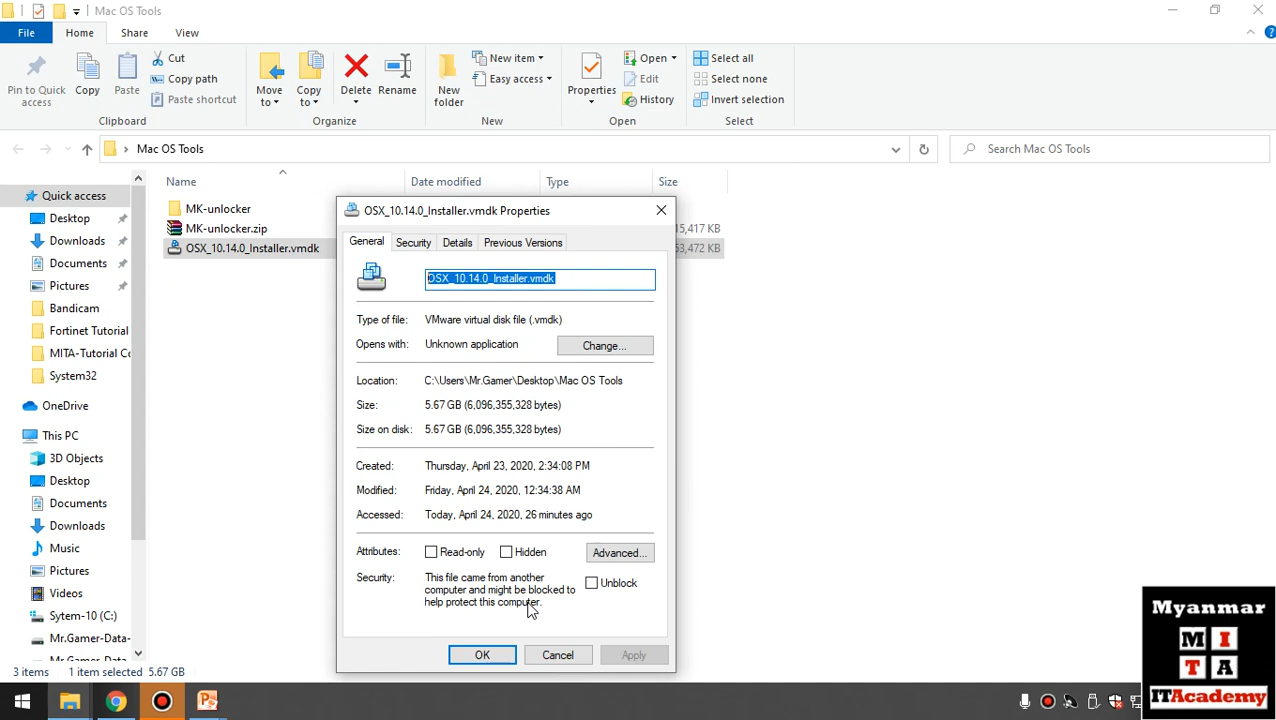 Mac OS Tools
File
Home
Share
View
Pin to Quick
access
Copy
Paste
Cut
Copy path
Paste shortcut
Clipboard
Move
to
Copy
to
Delete
Rename
Organize
New
folder
New item
Easy access
New
Properties
Open
Edit
History
Open
Select all
Select none
Invert selection
Select
Mac OS Tools
Search Mac OS Tools
Name
Date modified
Type
Size
Quick access
Desktop
Downloads
Documents
Pictures
Bandicam
Fortinet Tutorial
MITA-Tutorial Co
System32
OneDrive
This PC
3D Objects
Desktop
Documents
Downloads
Music
Pictures
Videos
Sytem-10 (C:)
Mr.Gamer-Data-
MK-unlocker
MK-unlocker.zip
15,417 KB
OSX_10.14.0_Installer.vmdk
53,472 KB
OSX_10.14.0_Installer.vmdk Properties
General
Security
Details
Previous Versions
OSX_10.14.0_Installer.vmdk
Type of file: VMware virtual disk file (.vmdk)
Opens with: Unknown application
Change...
Location: C:\Users\Mr.Gamer\Desktop\Mac OS Tools
Size: 5.67 GB (6,096,355,328 bytes)
Size on disk: 5.67 GB (6,096,355,328 bytes)
Created: Thursday, April 23, 2020, 2:34:08 PM
Modified: Friday, April 24, 2020, 12:34:38 AM
Accessed: Today, April 24, 2020, 26 minutes ago
Attributes: Read-only Hidden
Advanced...
Security: This file came from another
computer and might be blocked to
help protect this computer.
Unblock
OK
Cancel
Apply
3 items
1 item selected 5.67 GB
Myanmar
M I
T A
ITAcademy